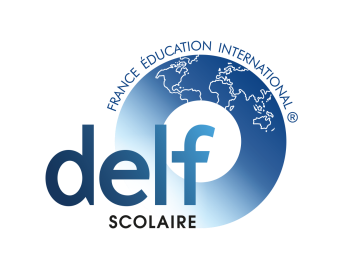 FRANCE ÉDUCATION INTERNATIONAL®
delf
SCOLAIRE